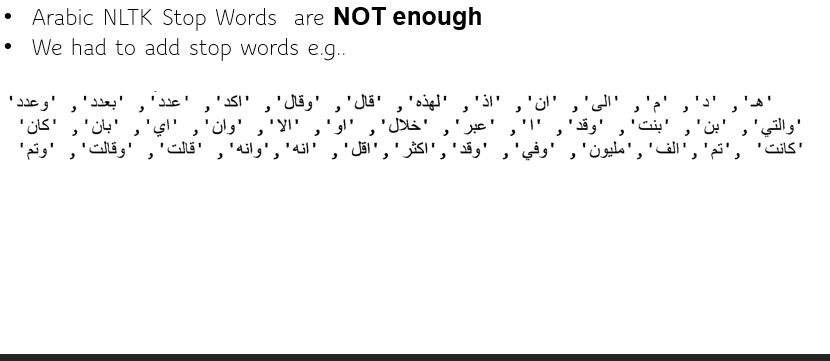 • Arabic NLTK Stop Words are NOT enough
• We had to add stop words e.g..
'هـ' , 'د' , 'م' , 'الى' , 'ان' , 'اذ' , 'لهذه' , 'قال' , 'وقال' , 'اكد' , 'عدد' , 'بعدد' , 'وعدد'
'والتي' , 'بن' , 'بنت' , 'وقد' , 'ا' , 'عبر' , 'خلال' , 'او' , 'الا' , 'وان' , 'اي' , 'بان' , 'كان'
'كانت' , 'تم' , 'الف' , 'مليون' , 'وفي' , 'وقد' , 'اكثر' , 'اقل' , 'انه' , 'وانه' , 'قالت' , 'وقالت' , 'وتم'